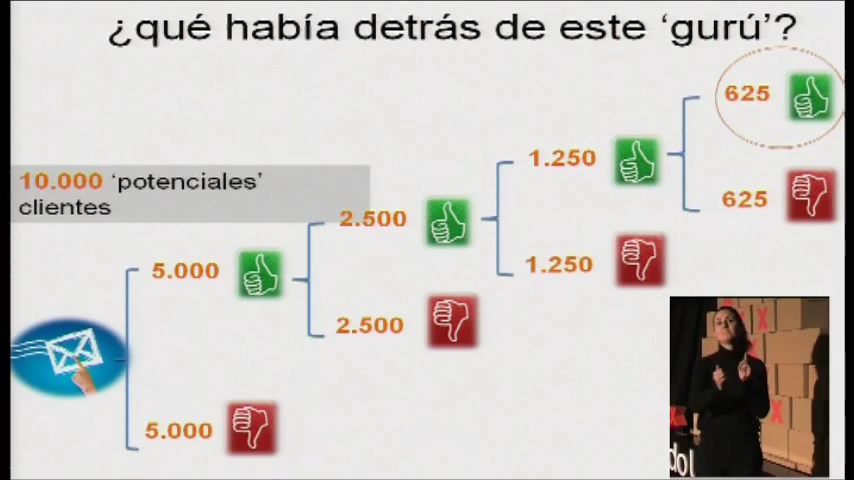 ¿qué había detrás de este ‘gurú’?
625
1.250
10.000 ‘potenciales’
clientes
2.500
625
5.000
1.250
2.500
5.000
dol